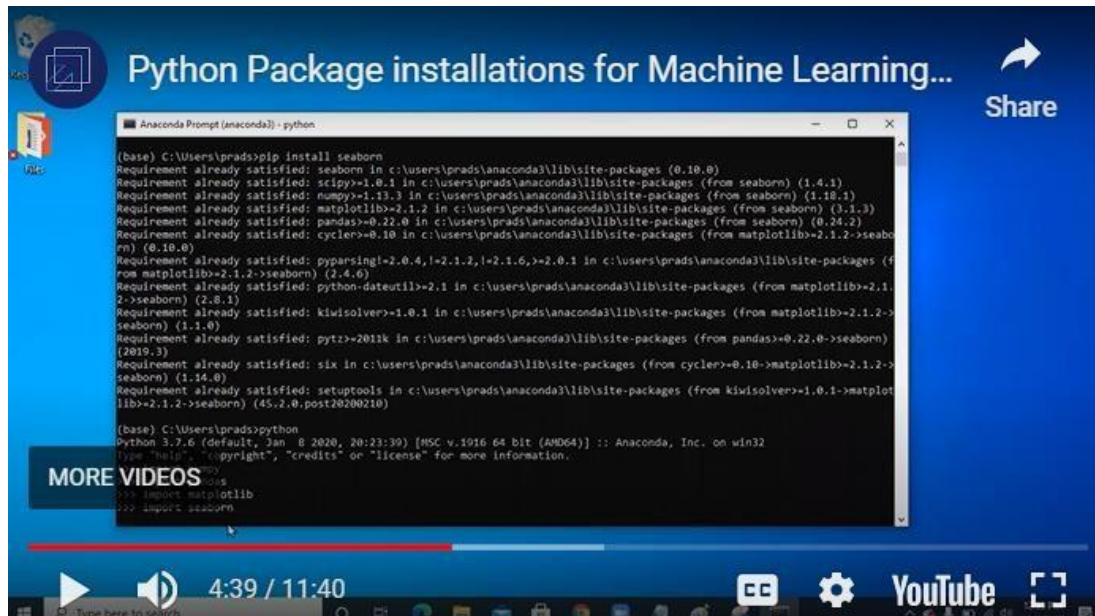 Python Package installations for Machine Learning...
Share
Files
Anaconda Prompt (anaconda3) - python
(base) C:\Users\prads>pip install seaborn
Requirement already satisfied: seaborn in c:\users\prads\anaconda3\lib\site-packages (0.10.0)
Requirement already satisfied: scipy>=1.0.1 in c:\users\prads\anaconda3\lib\site-packages (from seaborn) (1.4.1)
Requirement already satisfied: numpy>=1.13.3 in c:\users\prads\anaconda3\lib\site-packages (from seaborn) (1.18.1)
Requirement already satisfied: matplotlib>=2.1.2 in c:\users\prads\anaconda3\lib\site-packages (from seaborn) (3.1.3)
Requirement already satisfied: pandas>=0.22.0 in c:\users\prads\anaconda3\lib\site-packages (from seaborn) (0.24.2)
Requirement already satisfied: cycler>=0.10 in c:\users\prads\anaconda3\lib\site-packages (from matplotlib>=2.1.2->seabo
rn) (0.10.0)
Requirement already satisfied: pyparsing!=2.0.4,!=2.1.2,!=2.1.6,>=2.0.1 in c:\users\prads\anaconda3\lib\site-packages (f
rom matplotlib>=2.1.2->seaborn) (2.4.6)
Requirement already satisfied: python-dateutil>=2.1 in c:\users\prads\anaconda3\lib\site-packages (from matplotlib>=2.1.
2->seaborn) (2.8.1)
Requirement already satisfied: kiwisolver>=1.0.1 in c:\users\prads\anaconda3\lib\site-packages (from matplotlib>=2.1.2->
seaborn) (1.1.0)
Requirement already satisfied: pytz>=2011k in c:\users\prads\anaconda3\lib\site-packages (from pandas>=0.22.0->seaborn)
(2019.3)
Requirement already satisfied: six in c:\users\prads\anaconda3\lib\site-packages (from cycler>=0.10->matplotlib>=2.1.2->
seaborn) (1.14.0)
Requirement already satisfied: setuptools in c:\users\prads\anaconda3\lib\site-packages (from kiwisolver>=1.0.1->matplot
lib>=2.1.2->seaborn) (45.2.0.post20200210)
(base) C:\Users\prads>python
Python 3.7.6 (default, Jan 8 2020, 20:23:39) [MSC v.1916 64 bit (AMD64)] :: Anaconda, Inc. on win32
Type "help", "copyright", "credits" or "license" for more information.
MORE VIDEOS
>>> import matplotlib
>>> import seaborn
4:39 / 11:40
CC
YouTube
Type here to search